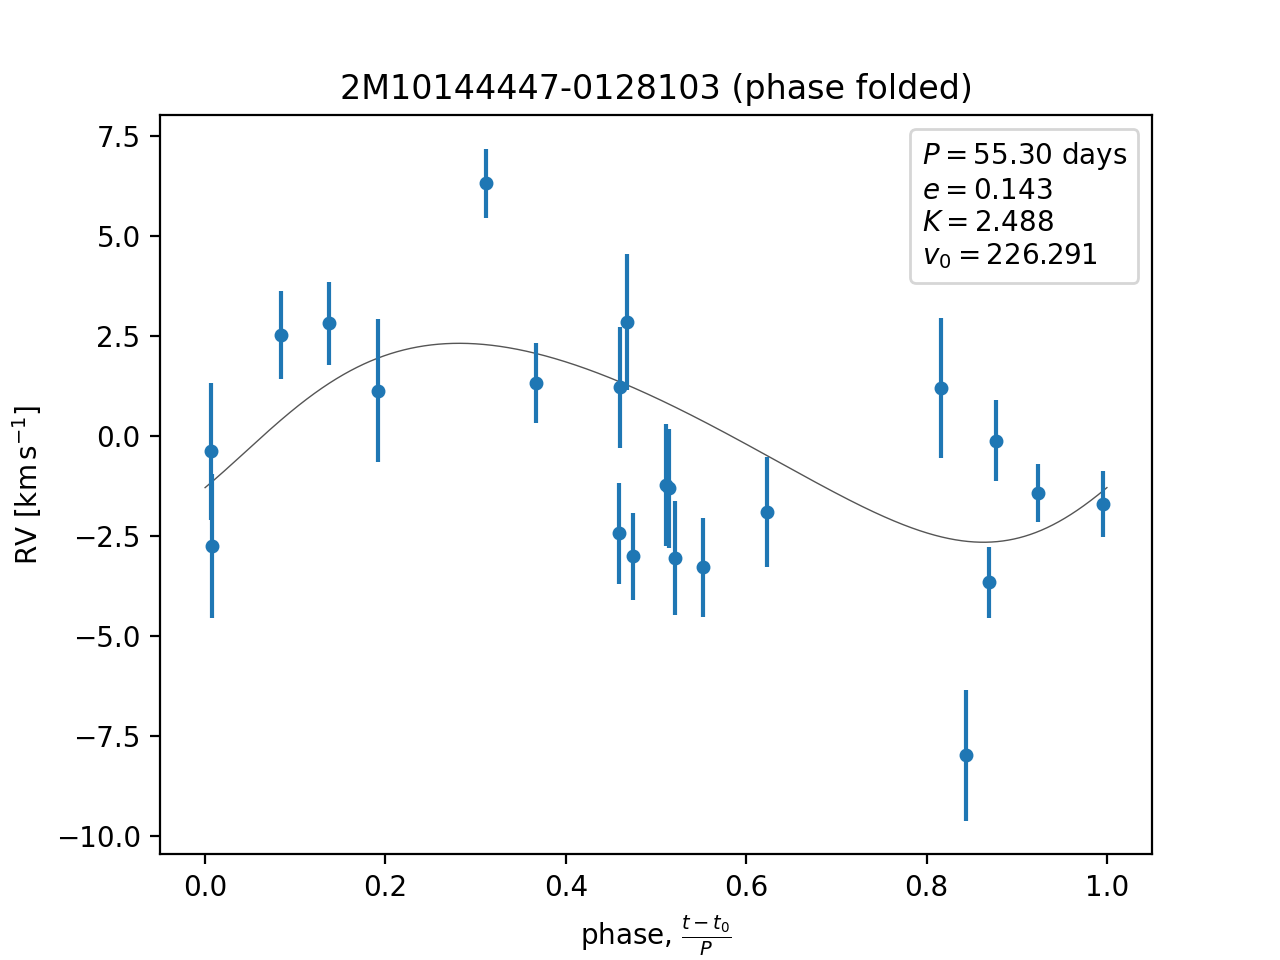 2M10144447-0128103 (phase folded)
P = 55.30 days
e = 0.143
K = 2.488
v₀ = 226.291
7.5
5.0
2.5
0.0
−2.5
−5.0
−7.5
−10.0
RV [km s⁻¹]
0.0 0.2 0.4 0.6 0.8 1.0
phase, (t − t₀)/P